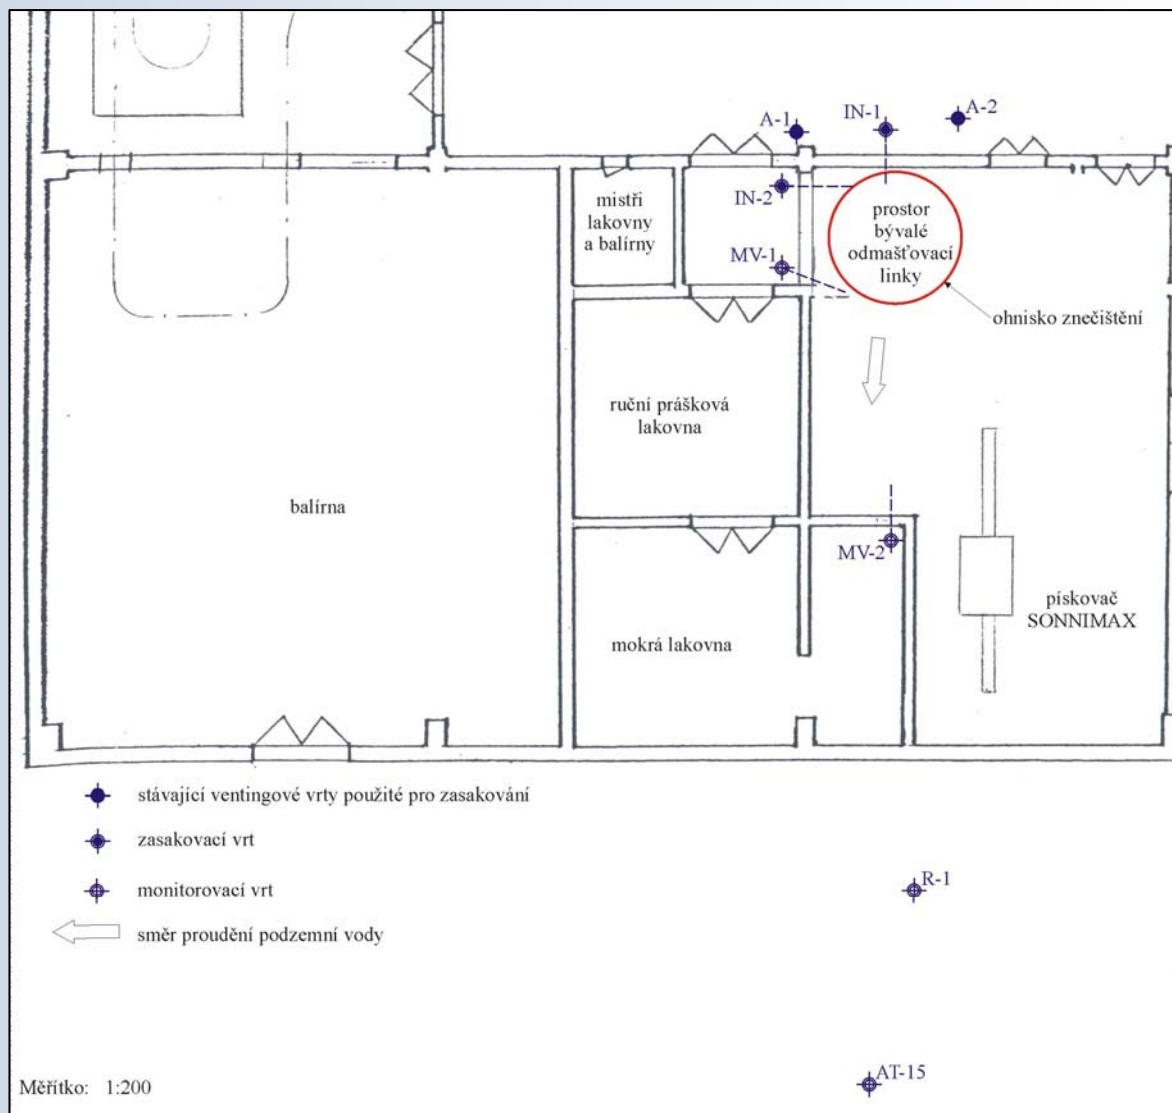 A-1
IN-1
A-2
IN-2
MV-1
mistři
lakovny
a balírny
prostor
bývalé
odmašťovací
linky
ohnisko znečištění
ruční prášková
lakovna
balírna
MV-2
mokrá lakovna
pískovač
SONNIMAX
stávající ventingové vrty použité pro zasakování
zasakovací vrt
monitorovací vrt
směr proudění podzemní vody
R-1
AT-15
Měřítko: 1:200